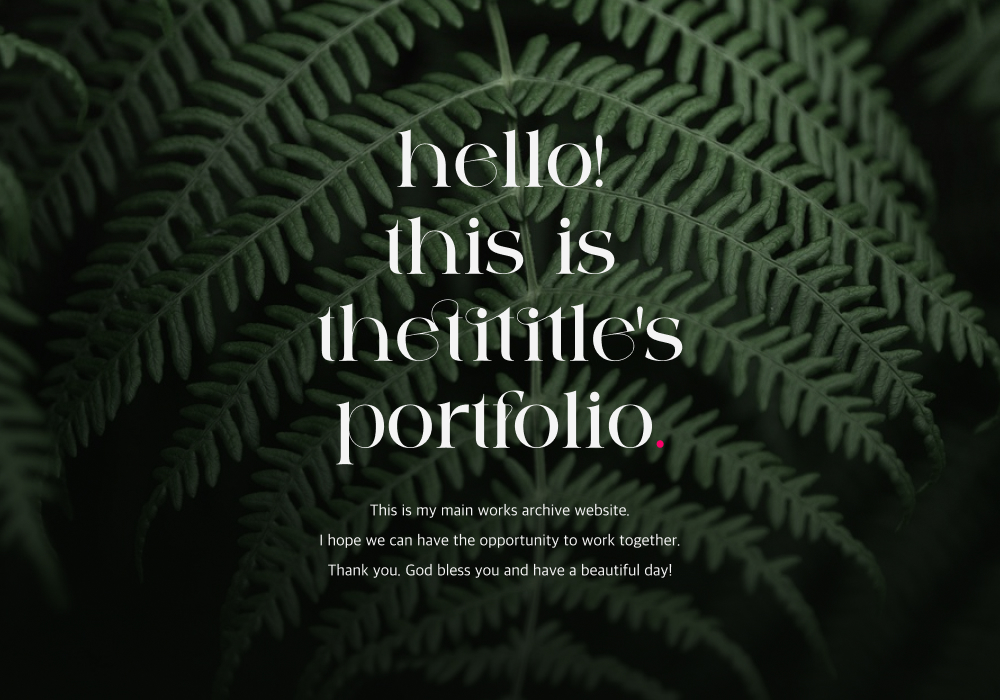 hello!
this is
thetititle's
portfolio.
This is my main works archive website.
I hope we can have the opportunity to work together.
Thank you. God bless you and have a beautiful day!